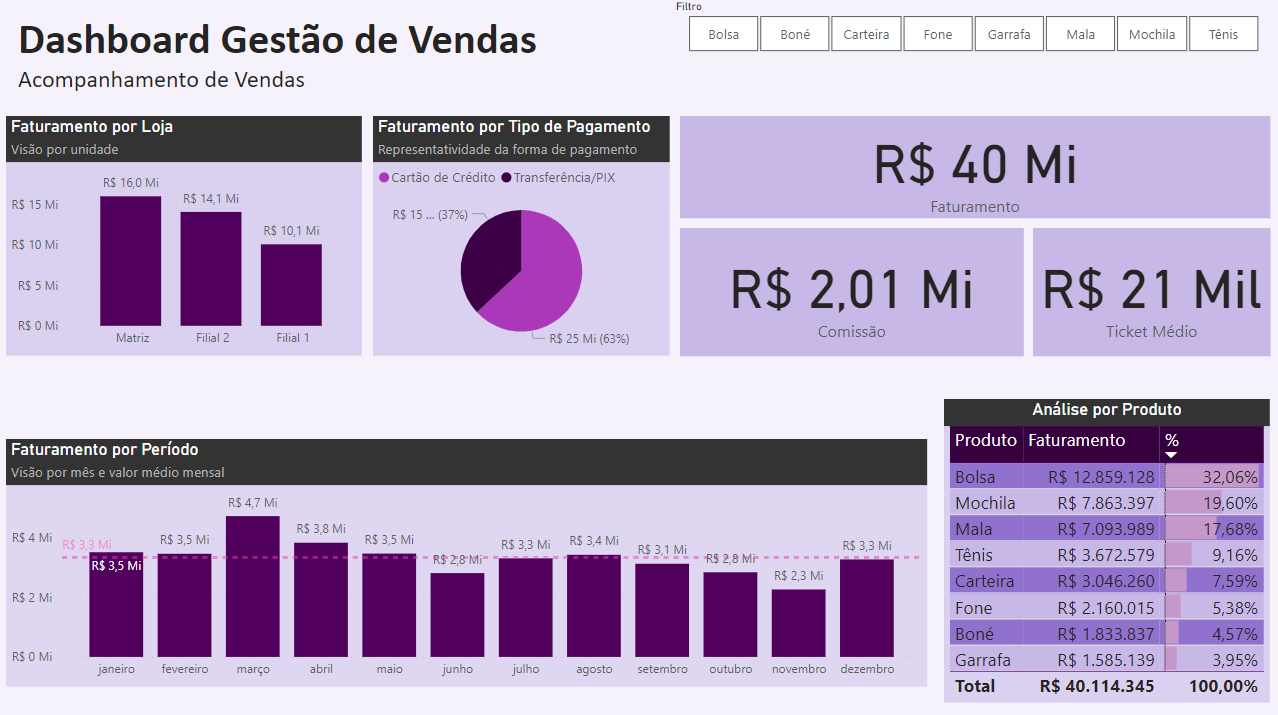 Filtro
Bolsa Boné Carteira Fone Garrafa Mala Mochila Tênis
Dashboard Gestão de Vendas
Acompanhamento de Vendas
Faturamento por Loja
Visão por unidade
R$ 15 Mi
R$ 10 Mi
R$ 5 Mi
R$ 0 Mi
R$ 16,0 Mi
R$ 14,1 Mi
R$ 10,1 Mi
Matriz Filial 2 Filial 1
Faturamento por Tipo de Pagamento
Representatividade da forma de pagamento
Cartão de Crédito Transferência/PIX
R$ 15 ... (37%)
R$ 25 Mi (63%)
R$ 40 Mi
Faturamento
R$ 2,01 Mi
Comissão
R$ 21 Mil
Ticket Médio
Faturamento por Período
Visão por mês e valor médio mensal
R$ 4 Mi
R$ 2 Mi
R$ 0 Mi
R$ 3,3 Mi
R$ 3,5 Mi
R$ 3,5 Mi
R$ 4,7 Mi
R$ 3,8 Mi
R$ 3,5 Mi
R$ 2,8 Mi
R$ 3,3 Mi
R$ 3,4 Mi
R$ 3,1 Mi
R$ 2,8 Mi
R$ 2,3 Mi
R$ 3,3 Mi
janeiro fevereiro março abril maio junho julho agosto setembro outubro novembro dezembro
Análise por Produto
Produto Faturamento %
Bolsa R$ 12.859.128 32,06%
Mochila R$ 7.863.397 19,60%
Mala R$ 7.093.989 17,68%
Tênis R$ 3.672.579 9,16%
Carteira R$ 3.046.260 7,59%
Fone R$ 2.160.015 5,38%
Boné R$ 1.833.837 4,57%
Garrafa R$ 1.585.139 3,95%
Total R$ 40.114.345 100,00%